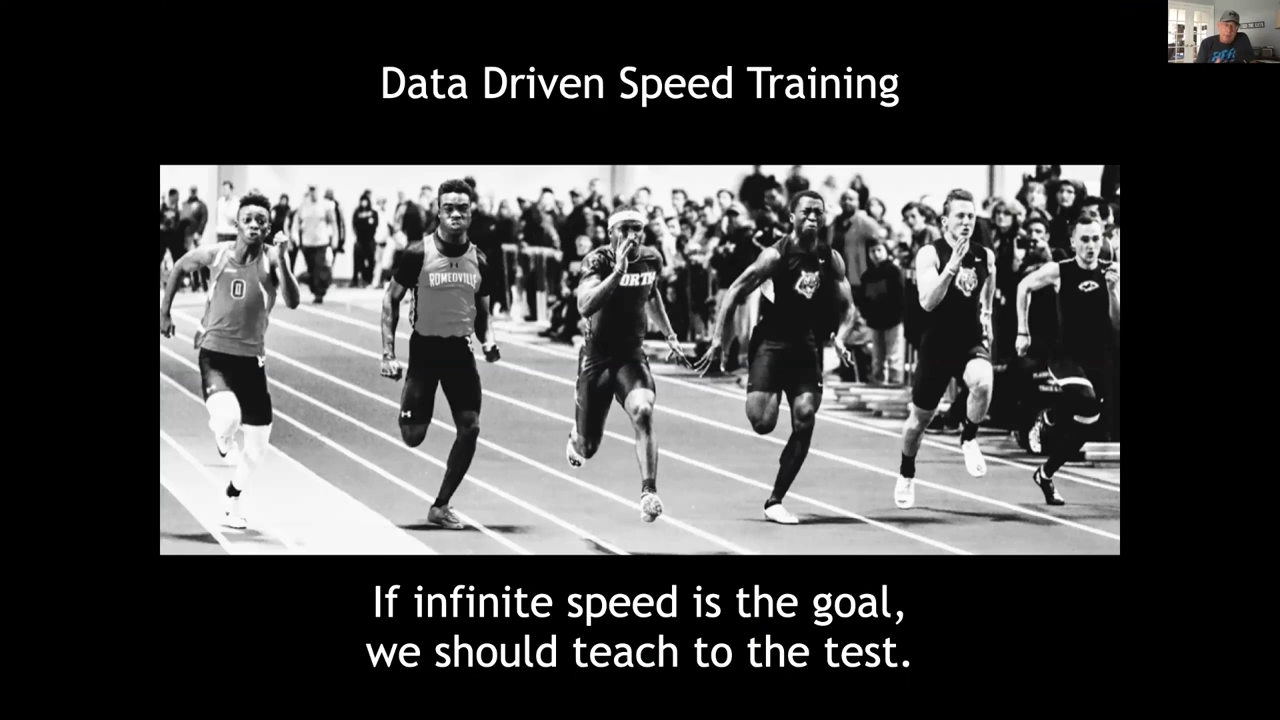 Data Driven Speed Training
O
ROMEOVILLE
ORTH
If infinite speed is the goal,
we should teach to the test.